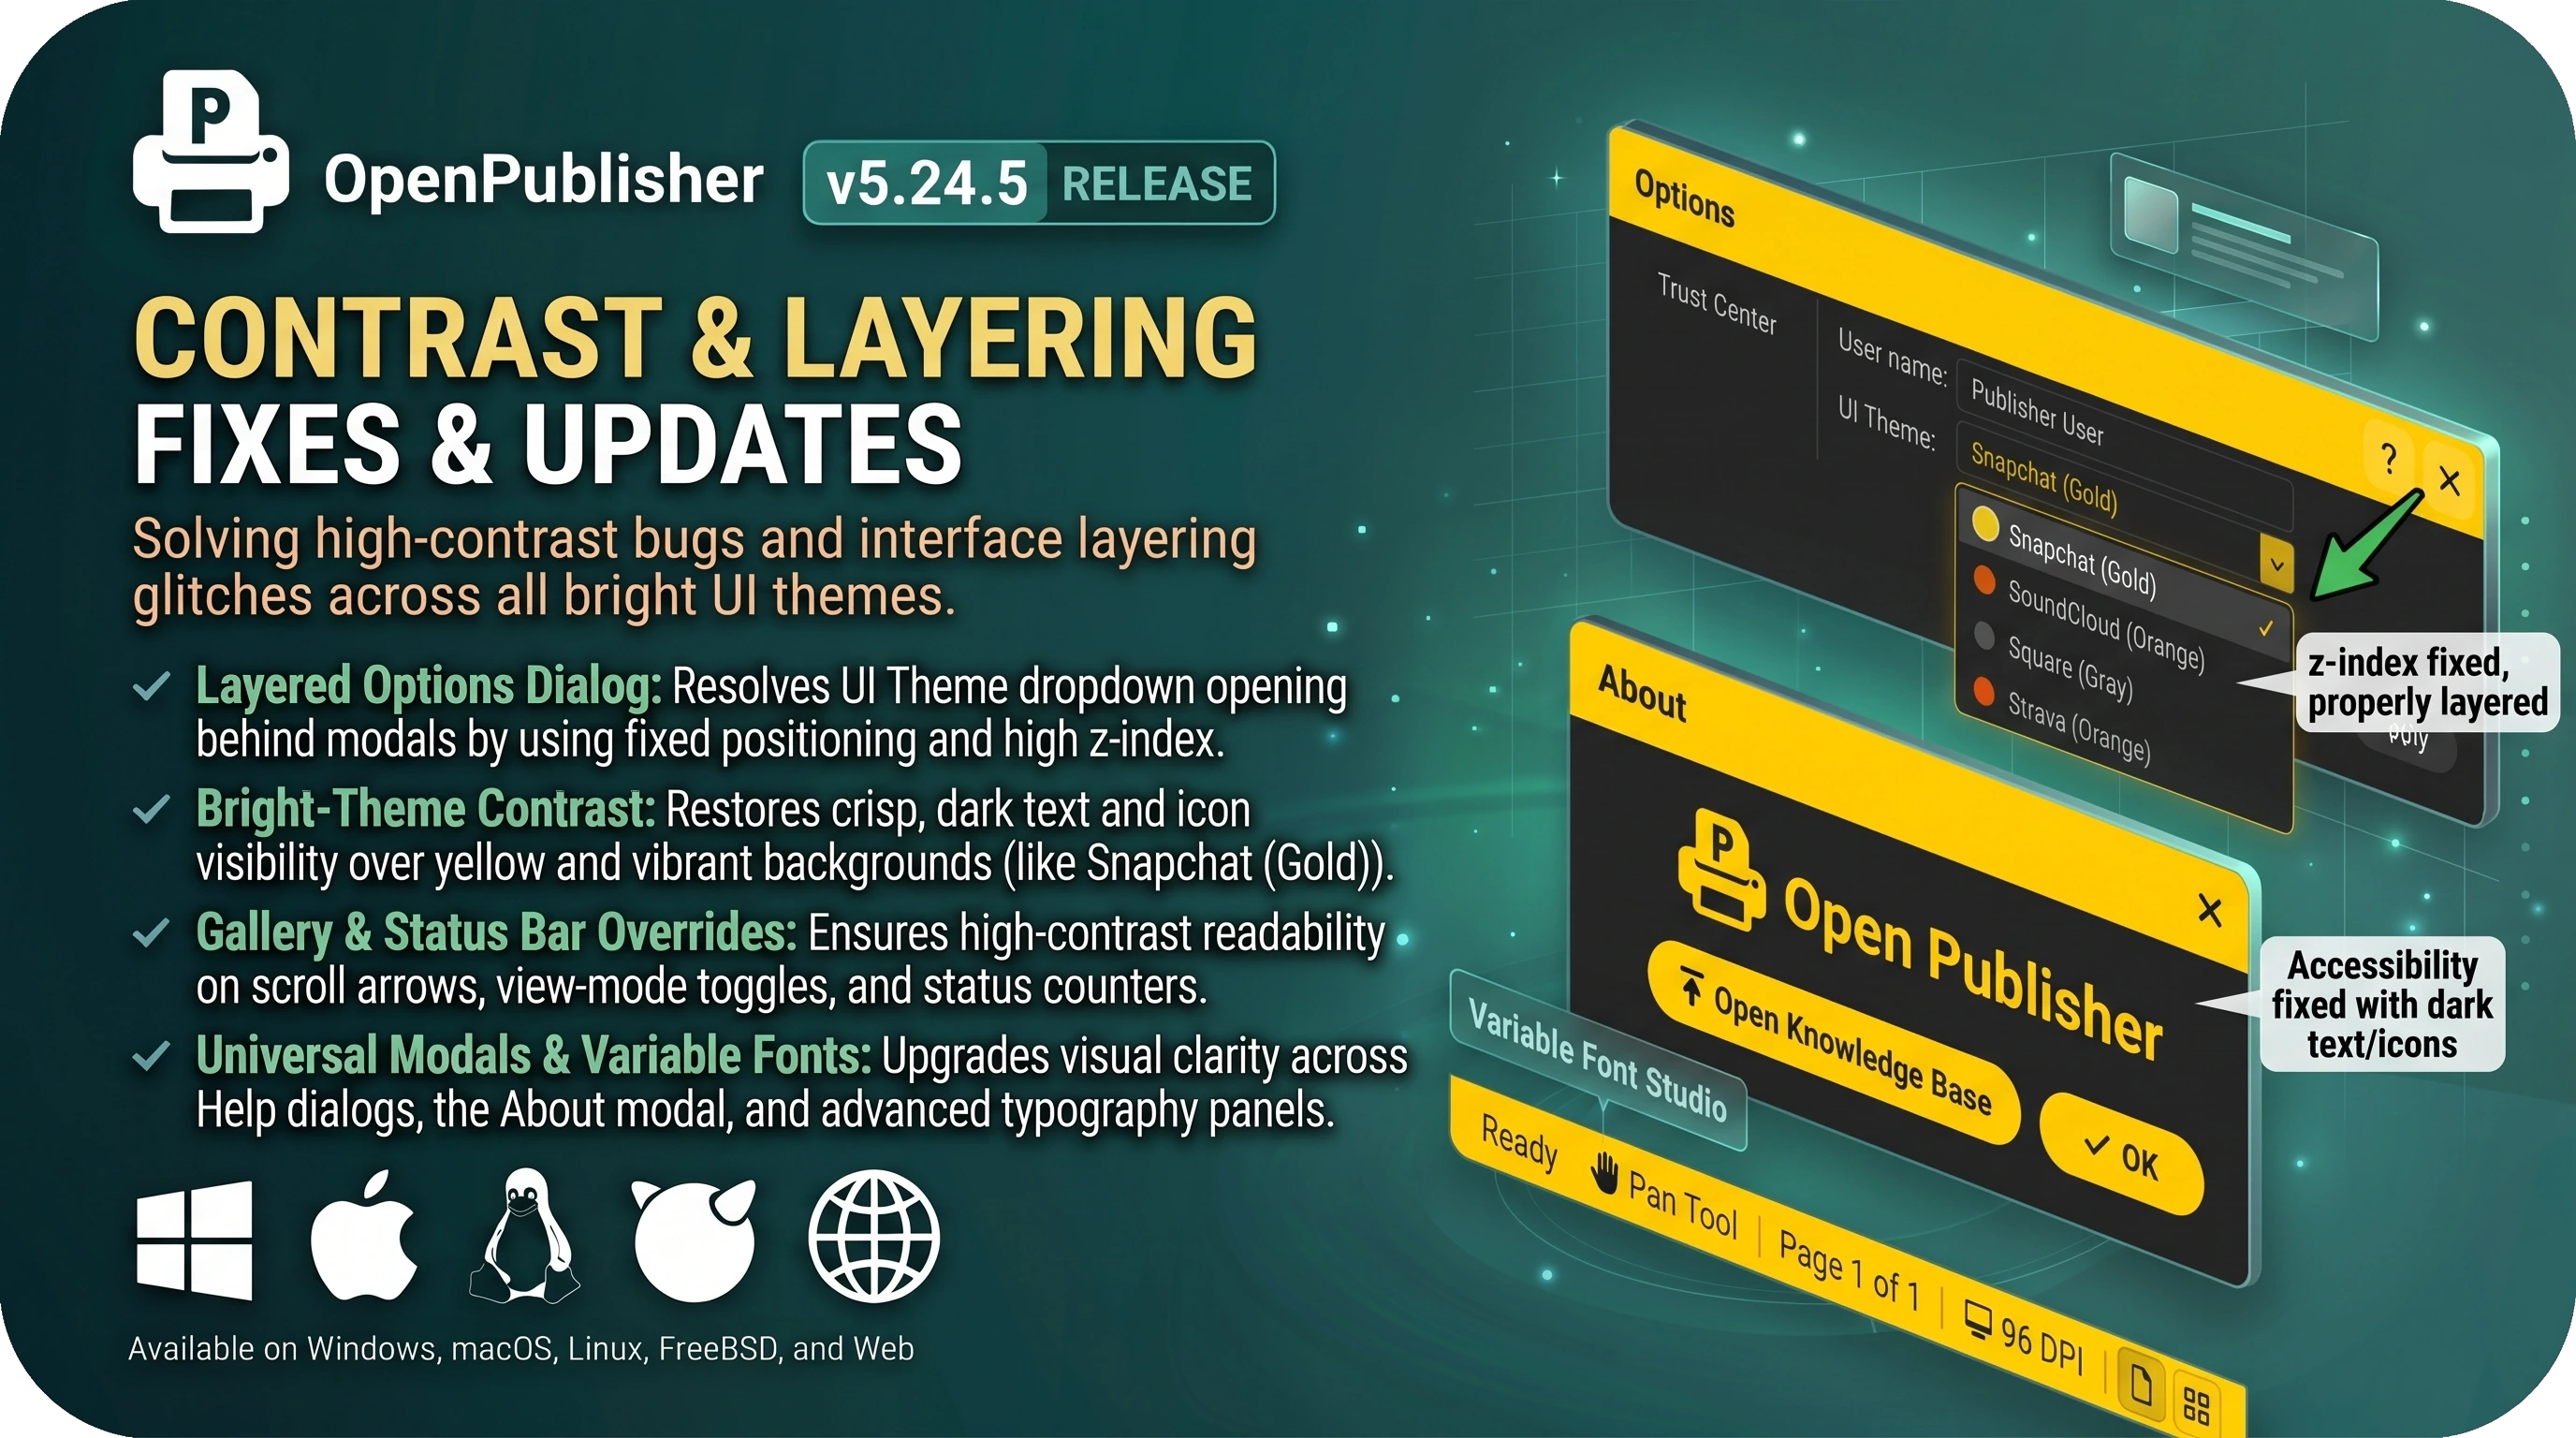 P
OpenPublisher
v5.24.5 RELEASE
CONTRAST & LAYERING
FIXES & UPDATES
Solving high-contrast bugs and interface layering
glitches across all bright UI themes.
Layered Options Dialog: Resolves UI Theme dropdown opening
behind modals by using fixed positioning and high z-index.
Bright-Theme Contrast: Restores crisp, dark text and icon
visibility over yellow and vibrant backgrounds (like Snapchat (Gold)).
Gallery & Status Bar Overrides: Ensures high-contrast readability
on scroll arrows, view-mode toggles, and status counters.
Universal Modals & Variable Fonts: Upgrades visual clarity across
Help dialogs, the About modal, and advanced typography panels.
Available on Windows, macOS, Linux, FreeBSD, and Web
Options
?
Trust Center
User name: Publisher User
UI Theme: Snapchat (Gold)
Snapchat (Gold)
SoundCloud (Orange)
Square (Gray)
Strava (Orange)
z-index fixed,
properly layered
About
P
Open Publisher
Open Knowledge Base
OK
Accessibility
fixed with dark
text/icons
Variable Font Studio
Ready
Pan Tool
Page 1 of 1
96 DPI